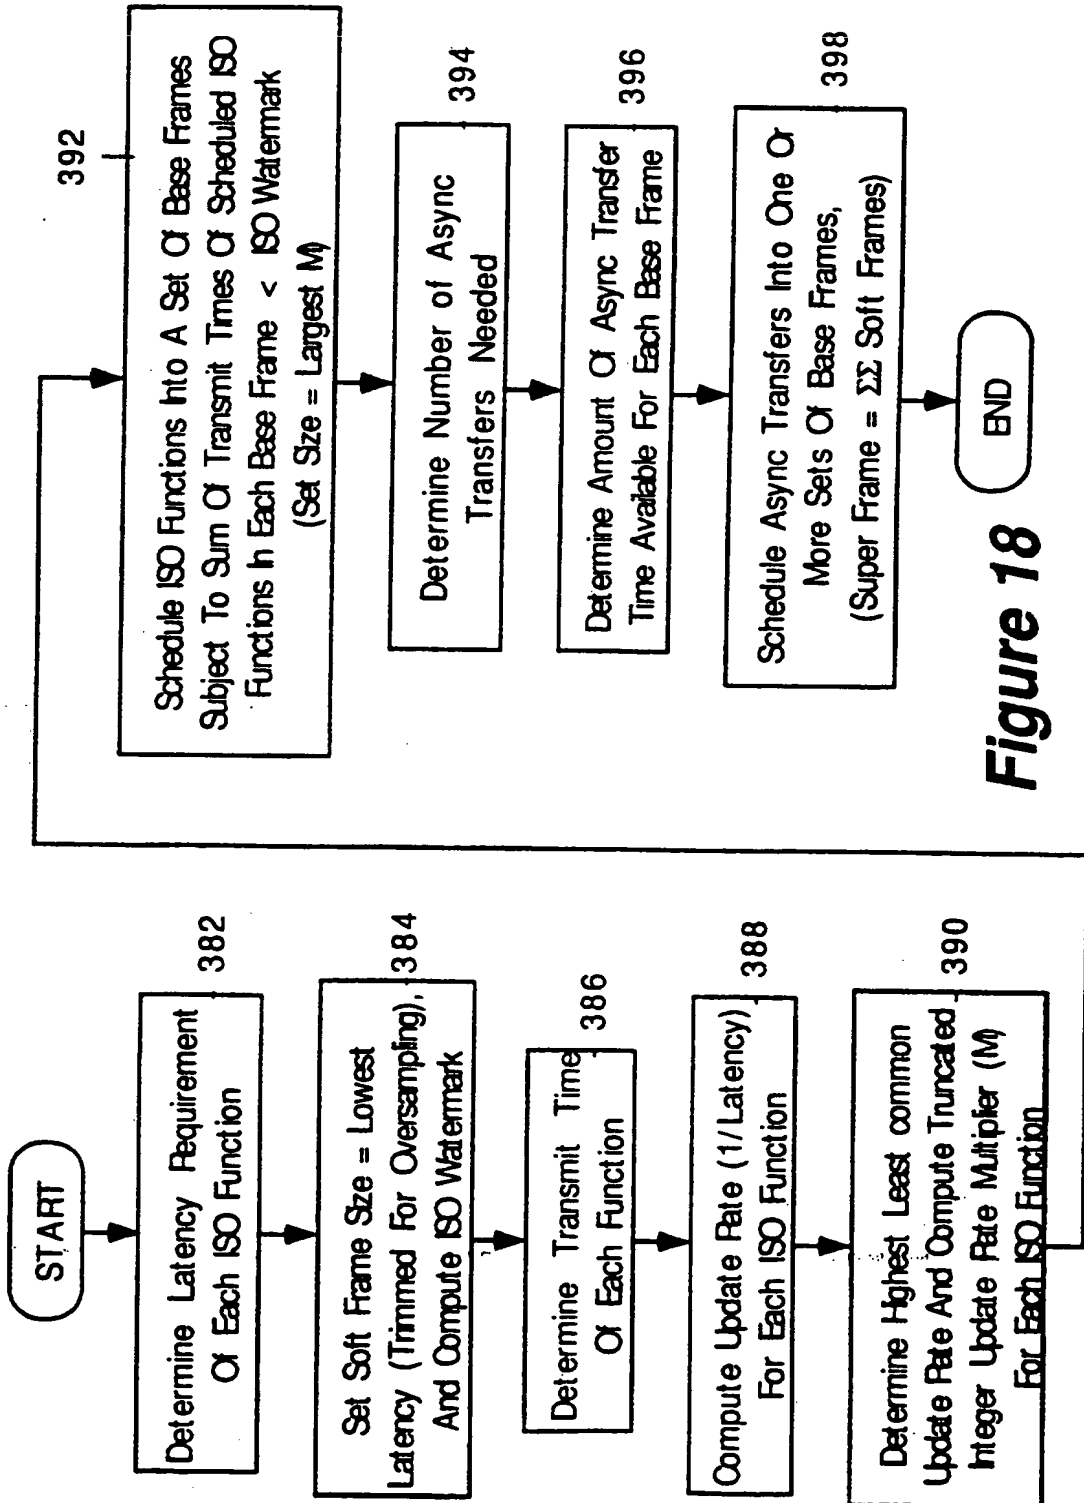 START
Determine Latency Requirement
Of Each ISO Function
382
Set Soft Frame Size = Lowest
Latency (Trimmed For Oversampling),
And Compute ISO Watermark
384
Determine Transmit Time
Of Each Function
386
Compute Update Rate (1/Latency)
For Each ISO Function
388
Determine Highest Least common
Update Rate And Compute Truncated
Integer Update Rate Multiplier (M)
For Each ISO Function
390
392
Schedule ISO Functions Into A Set Of Base Frames
Subject To Sum Of Transmit Times Of Scheduled ISO
Functions In Each Base Frame < ISO Watermark
(Set Size = Largest M)
Determine Number of Async
Transfers Needed
394
Determine Amount Of Async Transfer
Time Available For Each Base Frame
396
Schedule Async Transfers Into One Or
More Sets Of Base Frames,
(Super Frame = ΣΣ Soft Frames)
398
END
Figure 18